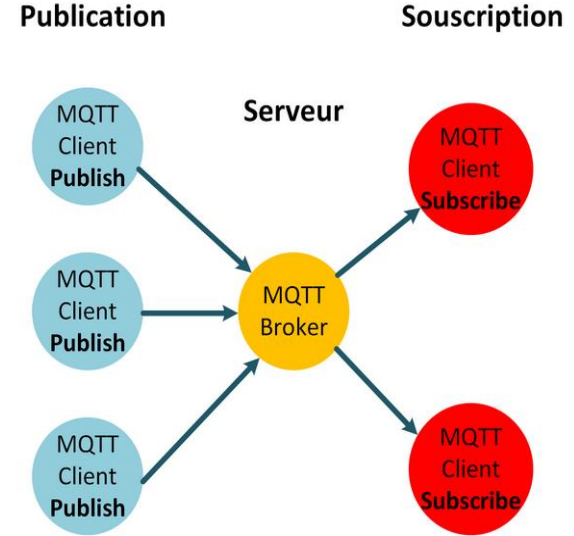 Publication
Souscription
Serveur
MQTT
Client
Publish
MQTT
Client
Publish
MQTT
Client
Publish
MQTT
Broker
MQTT
Client
Subscribe
MQTT
Client
Subscribe